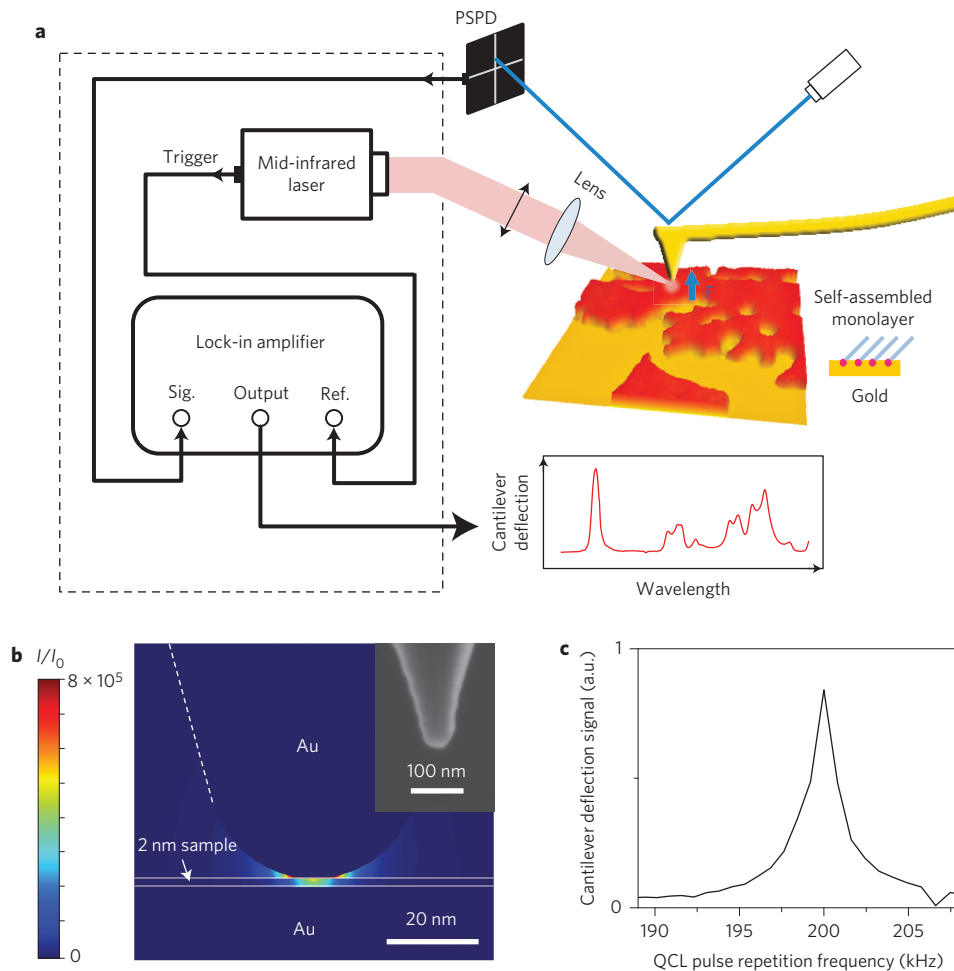 a
PSPD
Trigger
Mid-infrared
laser
Lens
F
Self-assembled
monolayer
Gold
Lock-in amplifier
Sig.
Output
Ref.
Cantilever
deflection
Wavelength
b
I/I0
8 × 10⁵
0
Au
100 nm
2 nm sample
Au
20 nm
c
Cantilever deflection signal (a.u.)
1
0
190
195
200
205
QCL pulse repetition frequency (kHz)